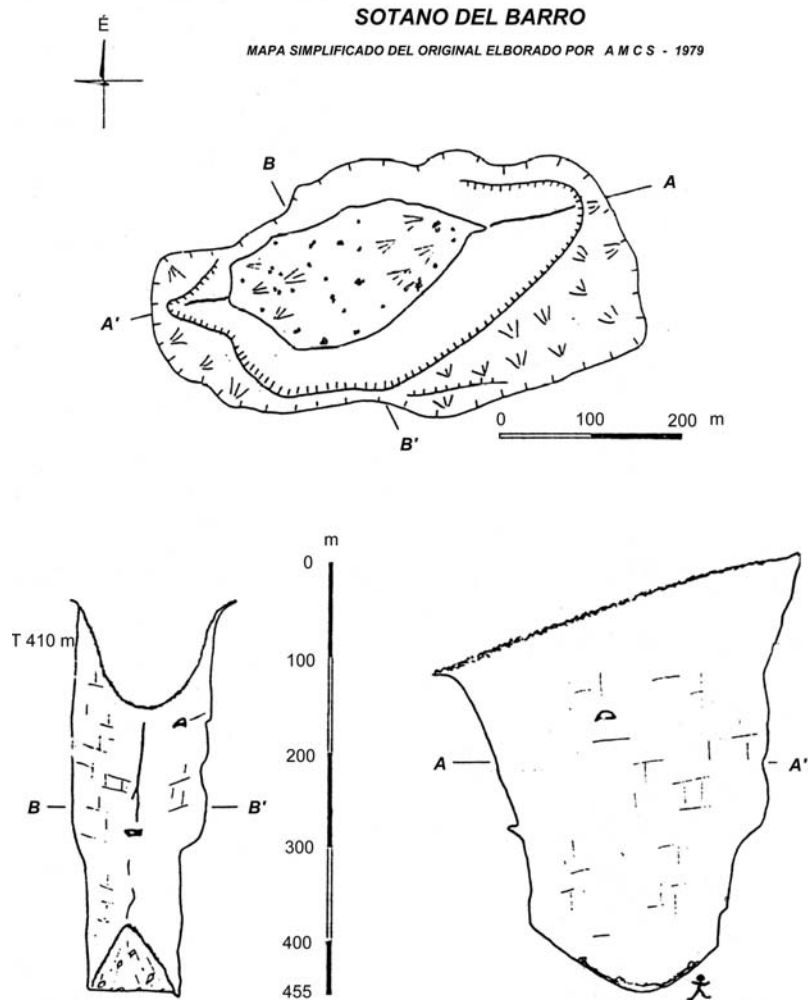 SOTANO DEL BARRO
MAPA SIMPLIFICADO DEL ORIGINAL ELBORADO POR A M C S - 1979
É
B
A
A'
B'
0 100 200 m
m
0
T 410 m
100
200
A
A'
B
B'
300
400
455